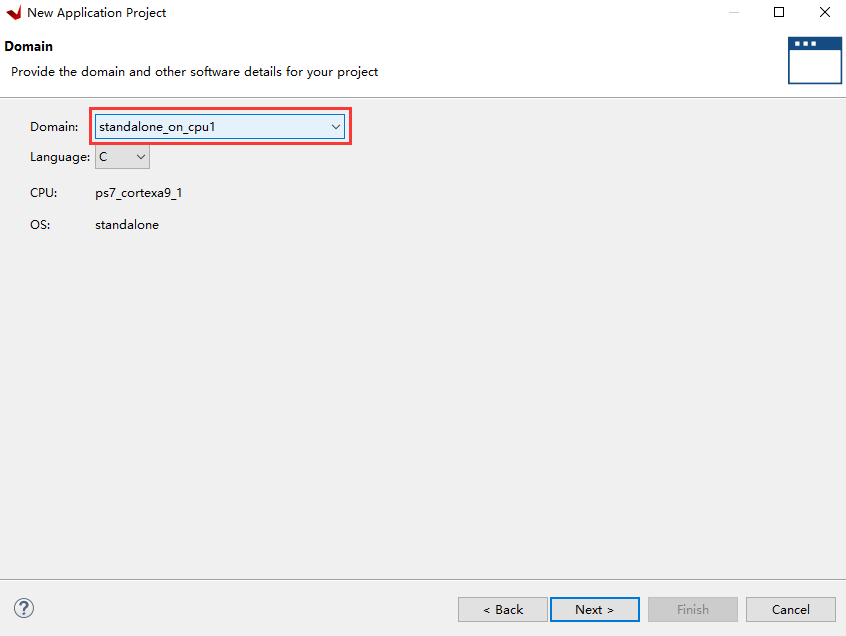 New Application Project
Domain
Provide the domain and other software details for your project
Domain: standalone_on_cpu1
Language: C
CPU: ps7_cortexa9_1
OS: standalone
? < Back Next > Finish Cancel